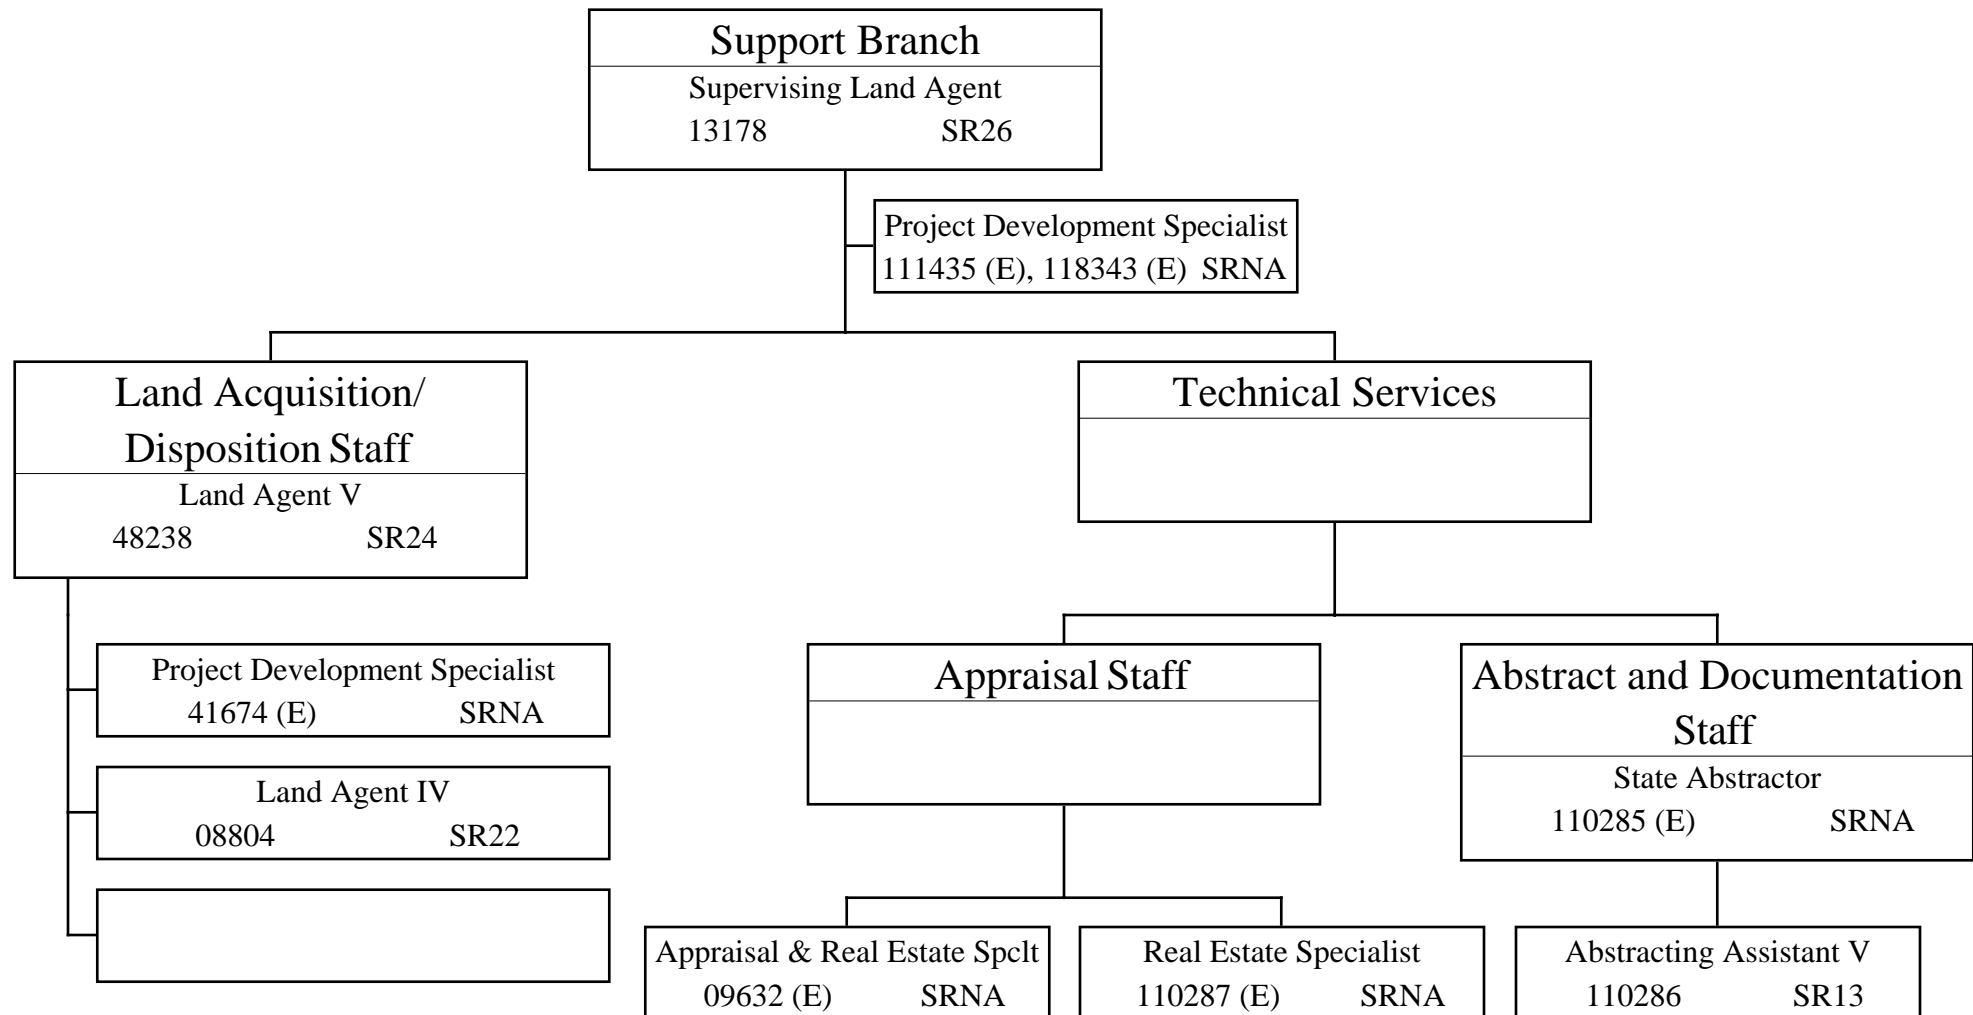 Support Branch
Supervising Land Agent
13178 SR26
Project Development Specialist
111435 (E), 118343 (E) SRNA
Land Acquisition/
Disposition Staff
Land Agent V
48238 SR24
Technical Services
Project Development Specialist
41674 (E) SRNA
Land Agent IV
08804 SR22
Appraisal Staff
Abstract and Documentation
Staff
State Abstractor
110285 (E) SRNA
Appraisal & Real Estate Spclt
09632 (E) SRNA
Real Estate Specialist
110287 (E) SRNA
Abstracting Assistant V
110286 SR13